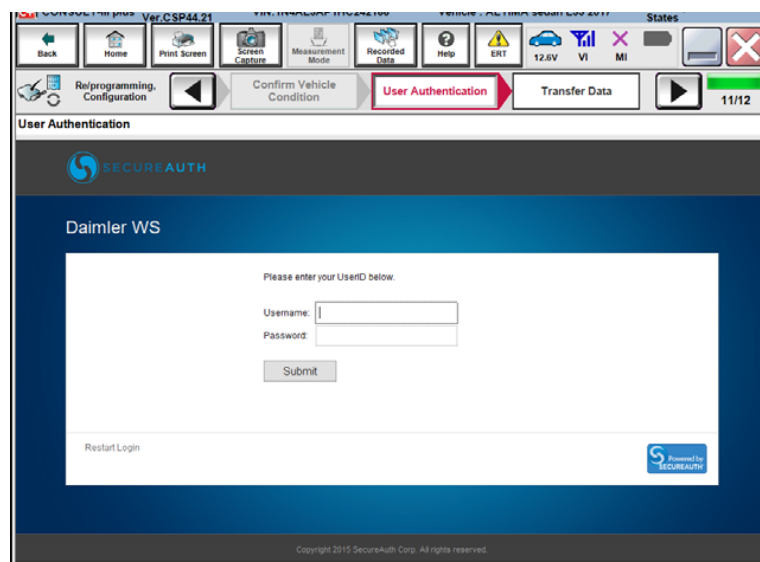 Ver.CSP44.21
States
Back
Home
Print Screen
Screen Capture
Measurement Mode
Recorded Data
Help
ERT
12.6V
VI
MI
Re/programming, Configuration
Confirm Vehicle Condition
User Authentication
Transfer Data
11/12
User Authentication
SECUREAUTH
Daimler WS
Please enter your UserID below.
Username:
Password:
Submit
Restart Login
Powered by SECUREAUTH
Copyright 2015 SecureAuth Corp. All rights reserved.